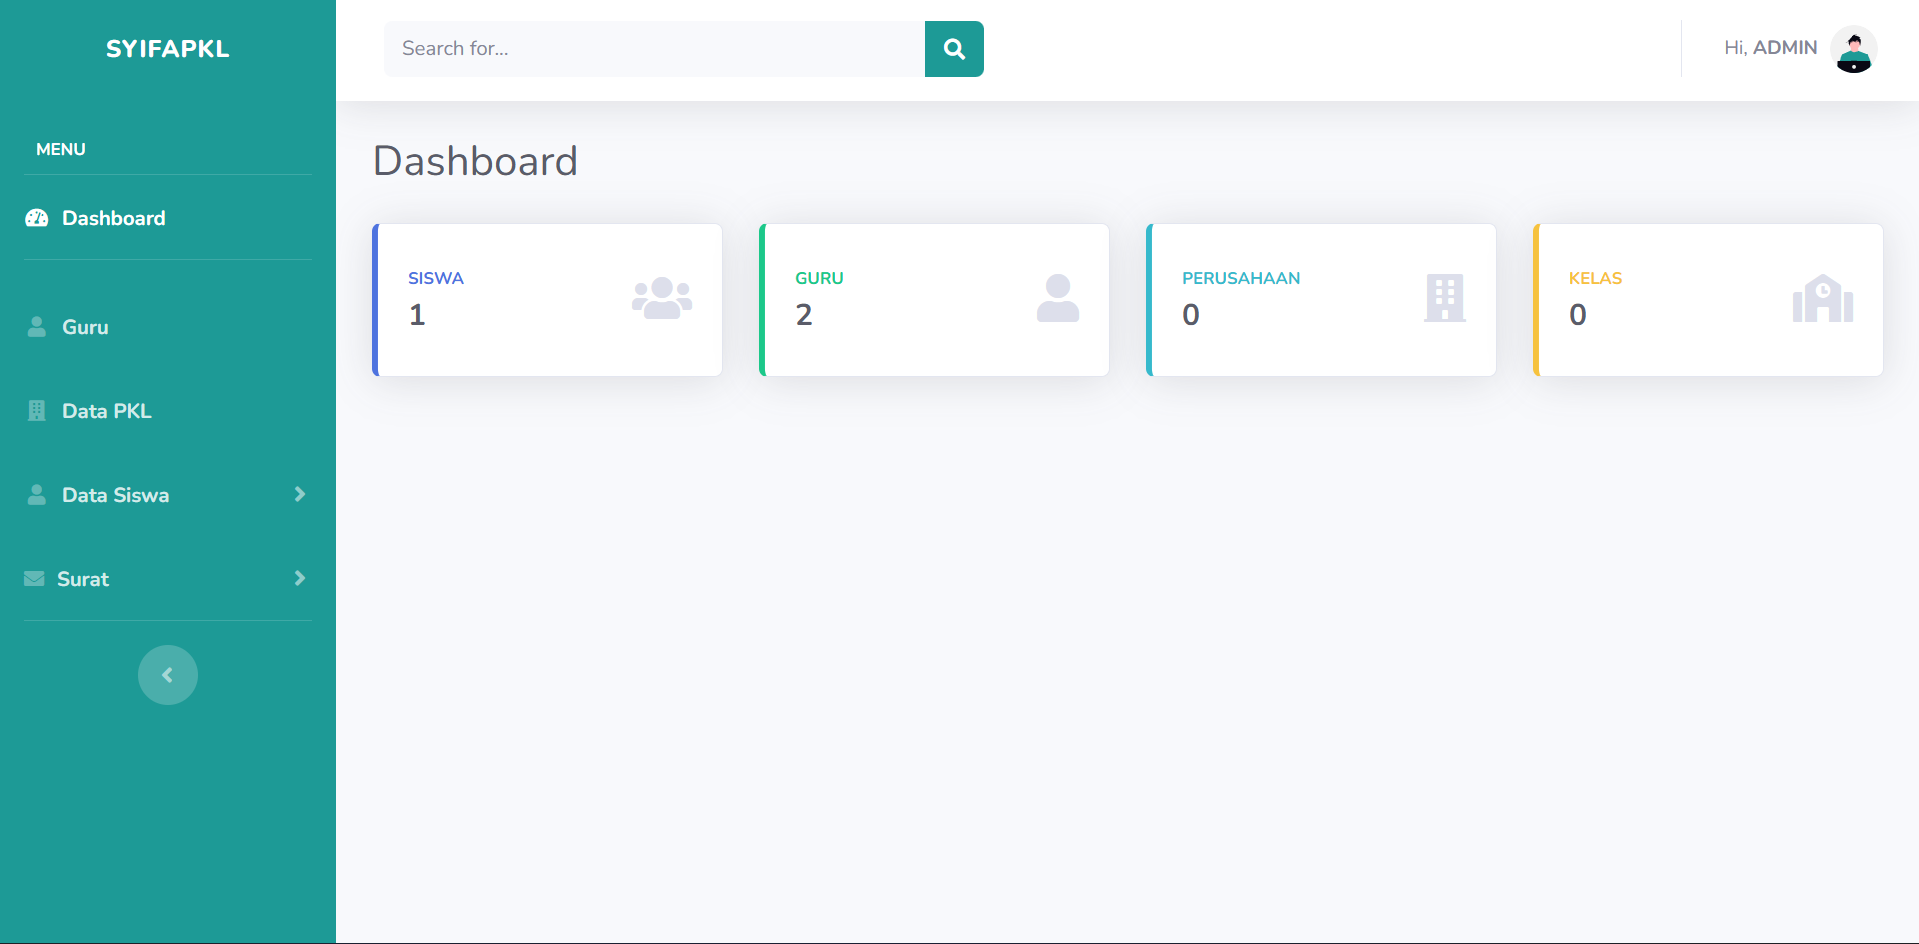 SYIFAPKL
MENU
Dashboard
Guru
Data PKL
Data Siswa
Surat
Search for...
Hi, ADMIN
Dashboard
SISWA
1
GURU
2
PERUSAHAAN
0
KELAS
0